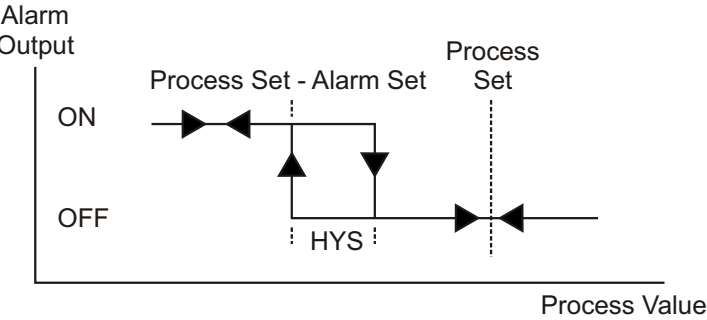 Alarm
Output
Process
Process Set - Alarm Set
Set
ON
OFF
HYS
Process Value